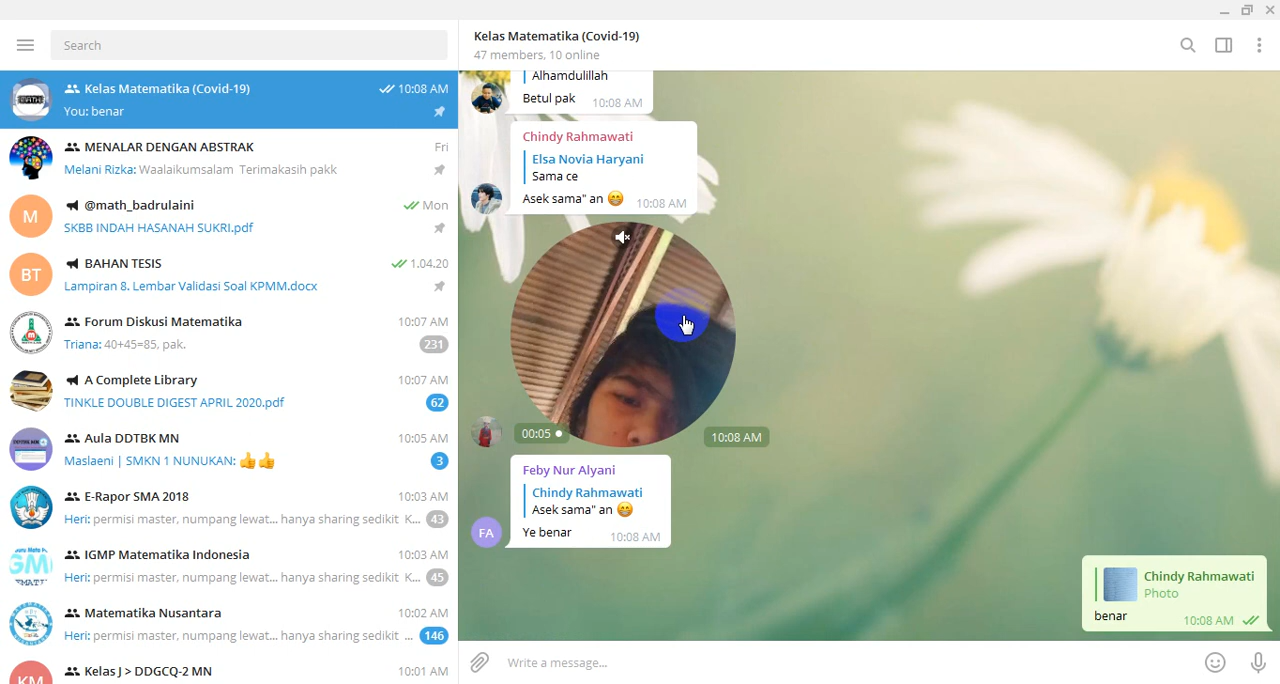 Search
Kelas Matematika (Covid-19) 10:08 AM
You: benar
MENALAR DENGAN ABSTRAK Fri
Melani Rizka: Waalaikumsalam Terimakasih pakk
M @math_badrulaini Mon
SKBB INDAH HASANAH SUKRI.pdf
BT BAHAN TESIS 1.04.20
Lampiran 8. Lembar Validasi Soal KPMM.docx
Forum Diskusi Matematika 10:07 AM
Triana: 40+45=85, pak. 231
A Complete Library 10:07 AM
TINKLE DOUBLE DIGEST APRIL 2020.pdf 62
Aula DDTBK MN 10:05 AM
Maslaeni | SMKN 1 NUNUKAN: 👍👍 3
E-Rapor SMA 2018 10:03 AM
Heri: permisi master, numpang lewat... hanya sharing sedikit K... 43
IGMP Matematika Indonesia 10:03 AM
Heri: permisi master, numpang lewat... hanya sharing sedikit K... 45
Matematika Nusantara 10:02 AM
Heri: permisi master, numpang lewat... hanya sharing sedikit ... 146
KM Kelas J > DDGCQ-2 MN 10:01 AM
Kelas Matematika (Covid-19)
47 members, 10 online
Alhamdulillah
Betul pak 10:08 AM
Chindy Rahmawati
Elsa Novia Haryani
Sama ce
Asek sama" an 😁 10:08 AM
00:05 10:08 AM
Feby Nur Alyani
Chindy Rahmawati
Asek sama" an 😁
FA Ye benar 10:08 AM
Chindy Rahmawati
Photo
benar 10:08 AM
Write a message...